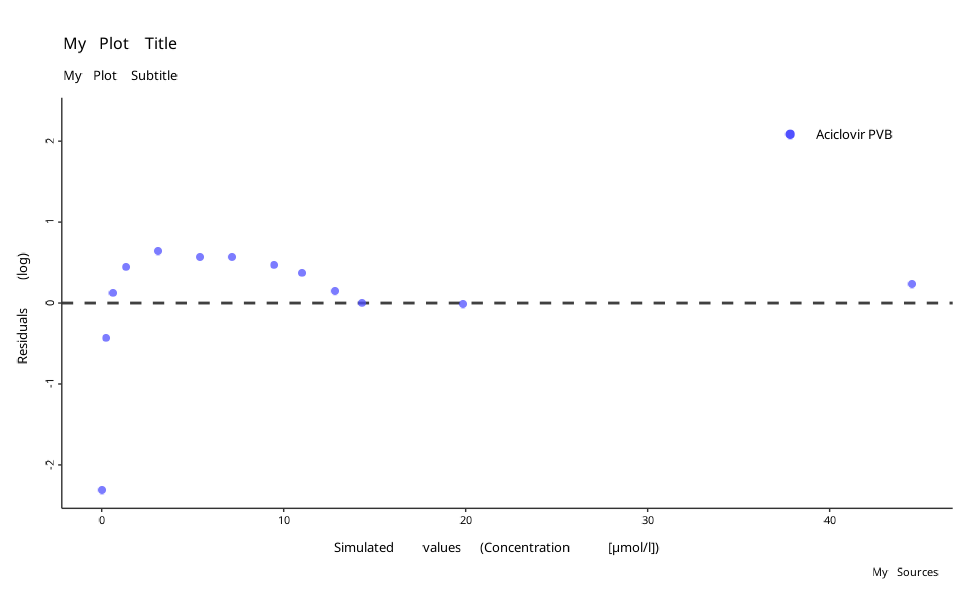 My Plot Title
My Plot Subtitle
Aciclovir PVB
2
1
0
-1
-2
Residuals (log)
0 10 20 30 40
Simulated values (Concentration [µmol/l])
My Sources